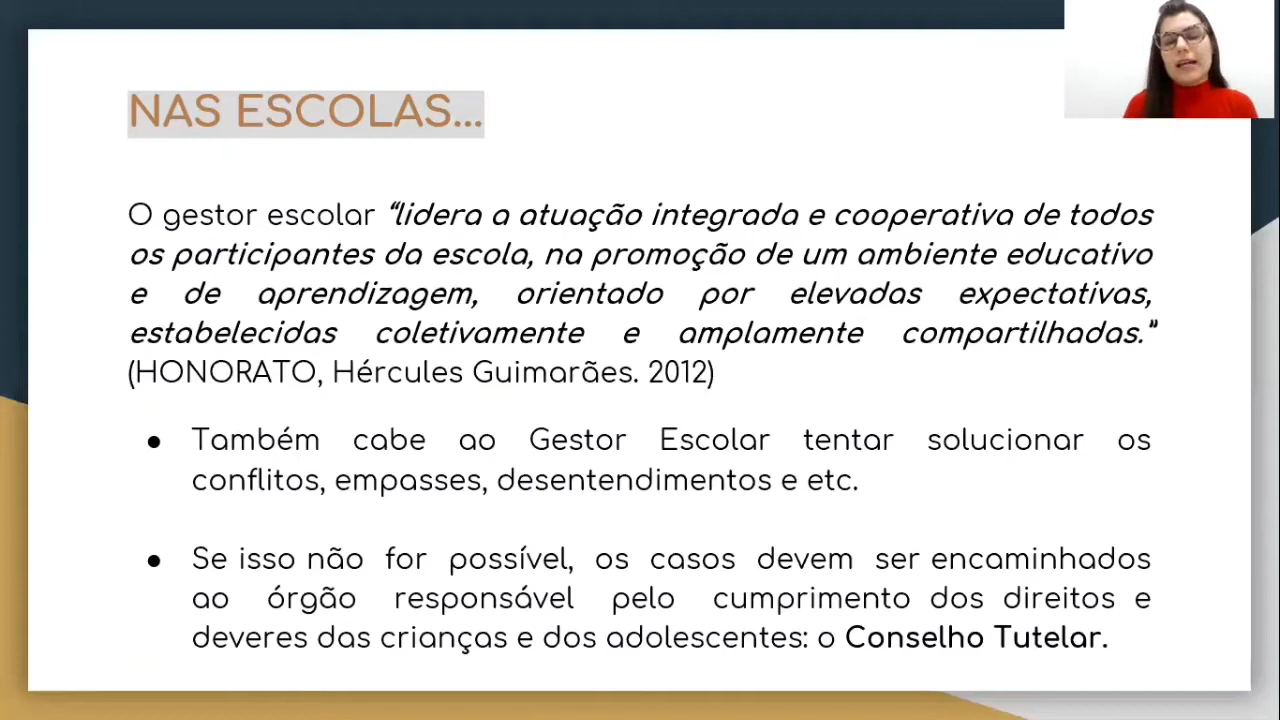 NAS ESCOLAS...
O gestor escolar “lidera a atuação integrada e cooperativa de todos
os participantes da escola, na promoção de um ambiente educativo
e de aprendizagem, orientado por elevadas expectativas,
estabelecidas coletivamente e amplamente compartilhadas.”
(HONORATO, Hércules Guimarães. 2012)
● Também cabe ao Gestor Escolar tentar solucionar os
conflitos, empasses, desentendimentos e etc.
● Se isso não for possível, os casos devem ser encaminhados
ao órgão responsável pelo cumprimento dos direitos e
deveres das crianças e dos adolescentes: o Conselho Tutelar.